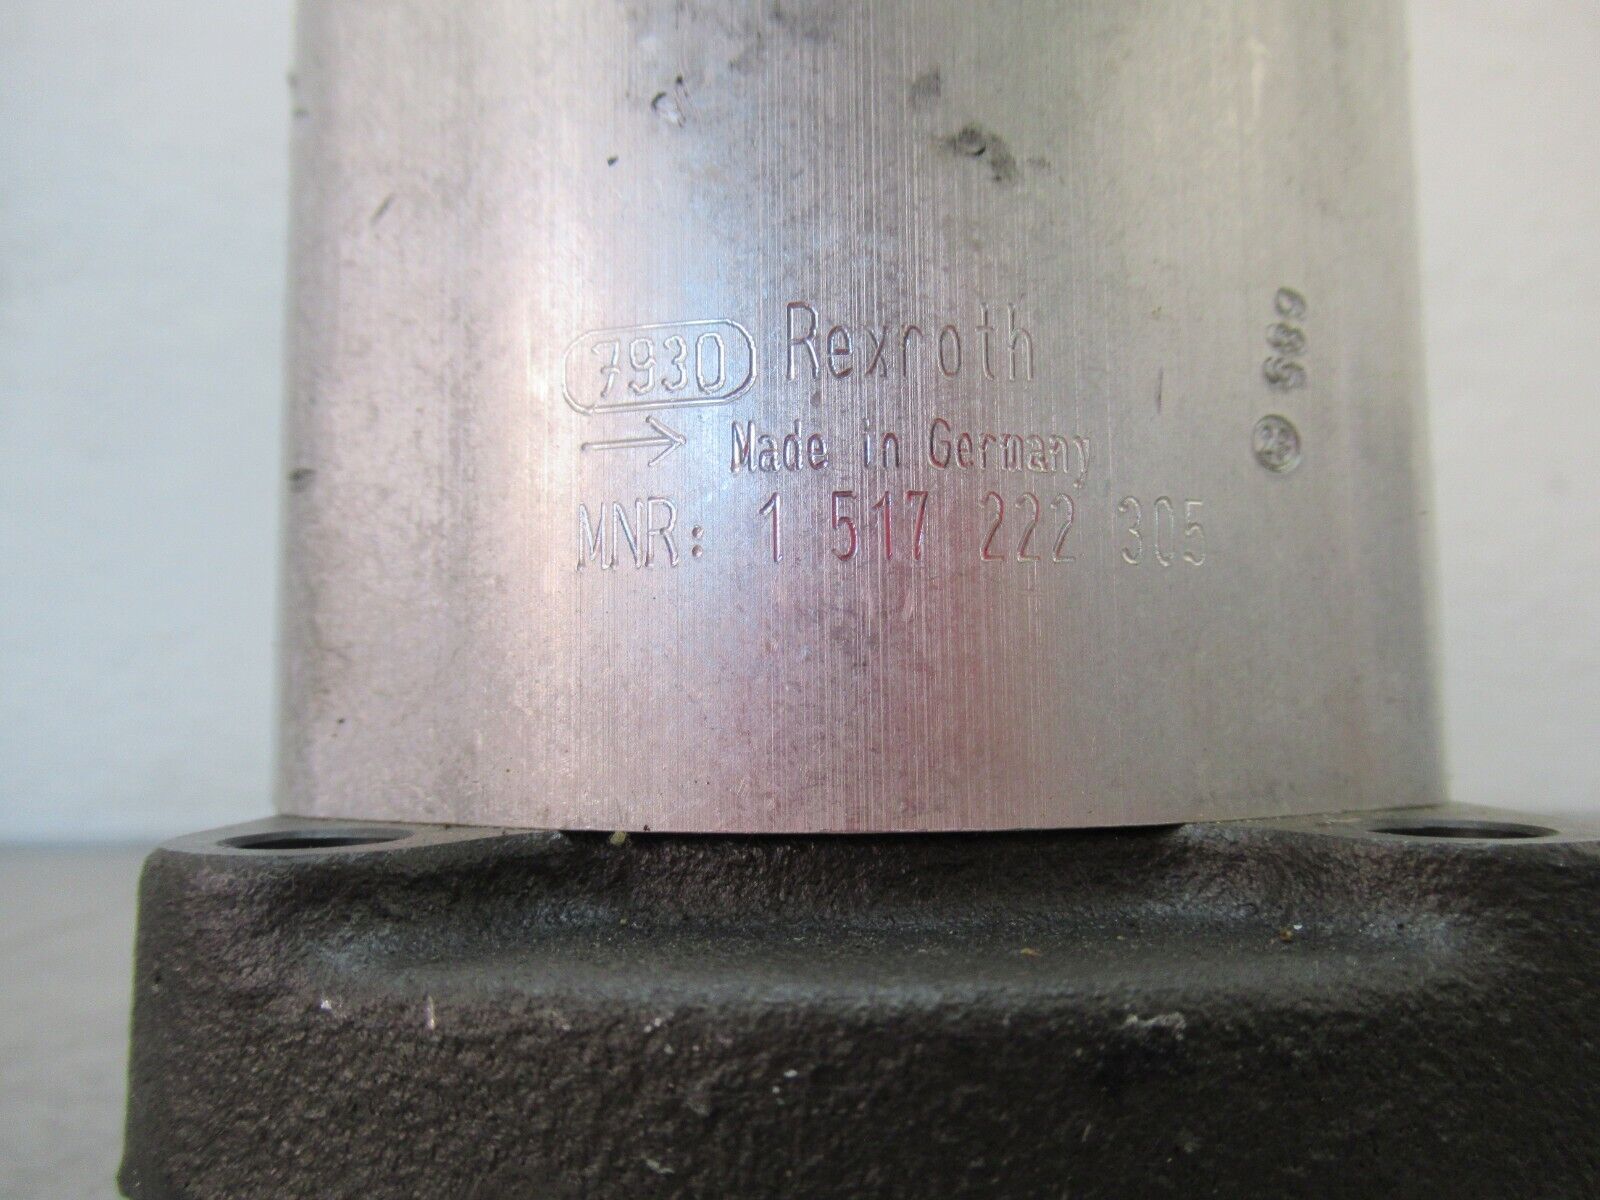 7930 Rexroth
→ Made in Germany
MNR: 1 517 222 305